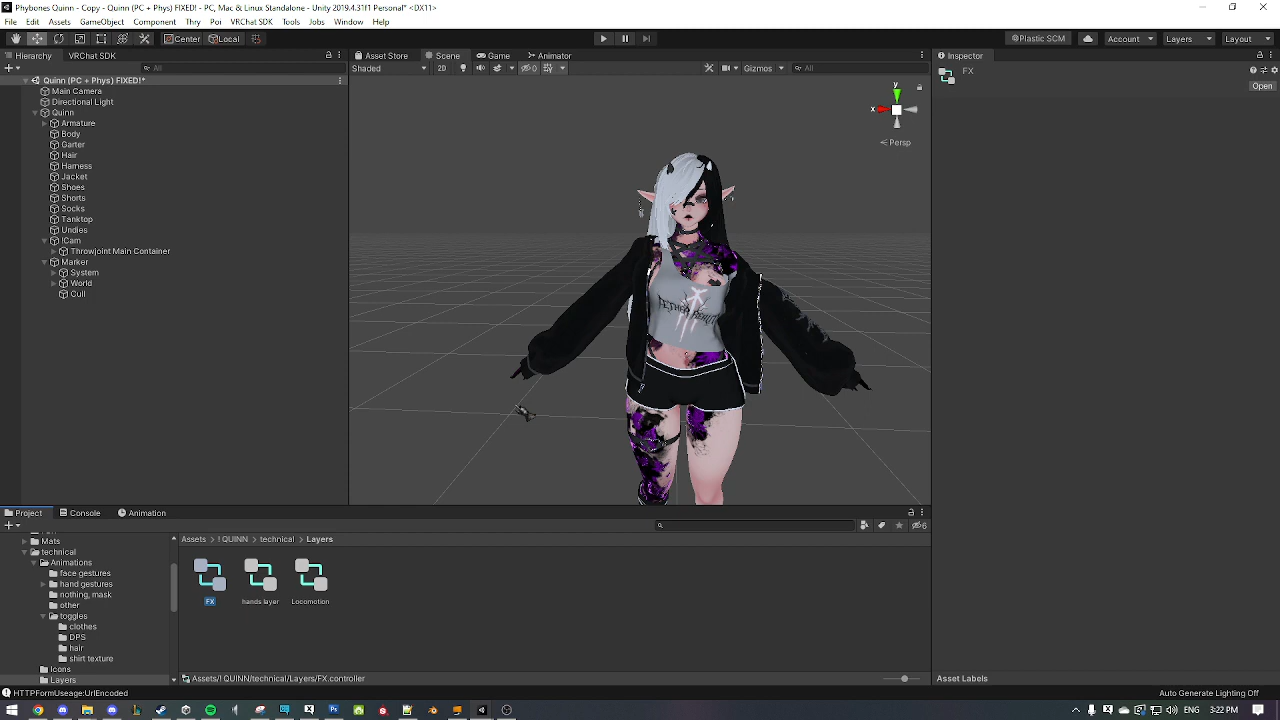 Phybones Quinn - Copy - Quinn (PC + Phys) FIXED! - PC, Mac & Linux Standalone - Unity 2019.4.31f1 Personal* <DX11>
File Edit Assets GameObject Component Thry Poi VRChat SDK Tools Jobs Window Help
Center Local Plastic SCM Account Layers Layout
Hierarchy VRChat SDK Asset Store Scene Game Animator Inspector
All Shaded 2D 0 Gizmos All FX
Open
Quinn (PC + Phys) FIXED!*
Main Camera
Directional Light
Quinn
Armature
Body
Garter
Hair
Harness
Jacket
Shoes
Shorts
Socks
Tanktop
Undies
!Cam
Throwjoint Main Container
Marker
System
World
Cull
y
x
Persp
Project Console Animation
6
Assets ! QUINN technical Layers
Mats
technical
Animations
face gestures
hand gestures
nothing, mask
other
toggles
clothes
DPS
hair
shirt texture
Icons
Layers
FX hands layer Locomotion
Assets/! QUINN/technical/Layers/FX.controller
Asset Labels
HTTPFormUseage:UrlEncoded
Auto Generate Lighting Off
ENG 3:22 PM